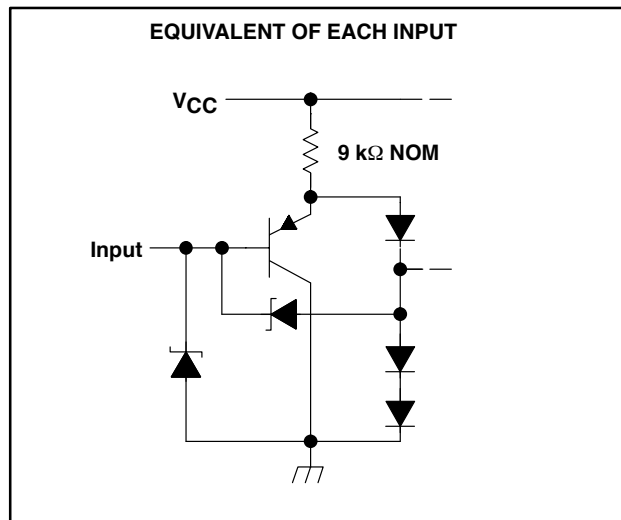 EQUIVALENT OF EACH INPUT
VCC
9 kΩ NOM
Input